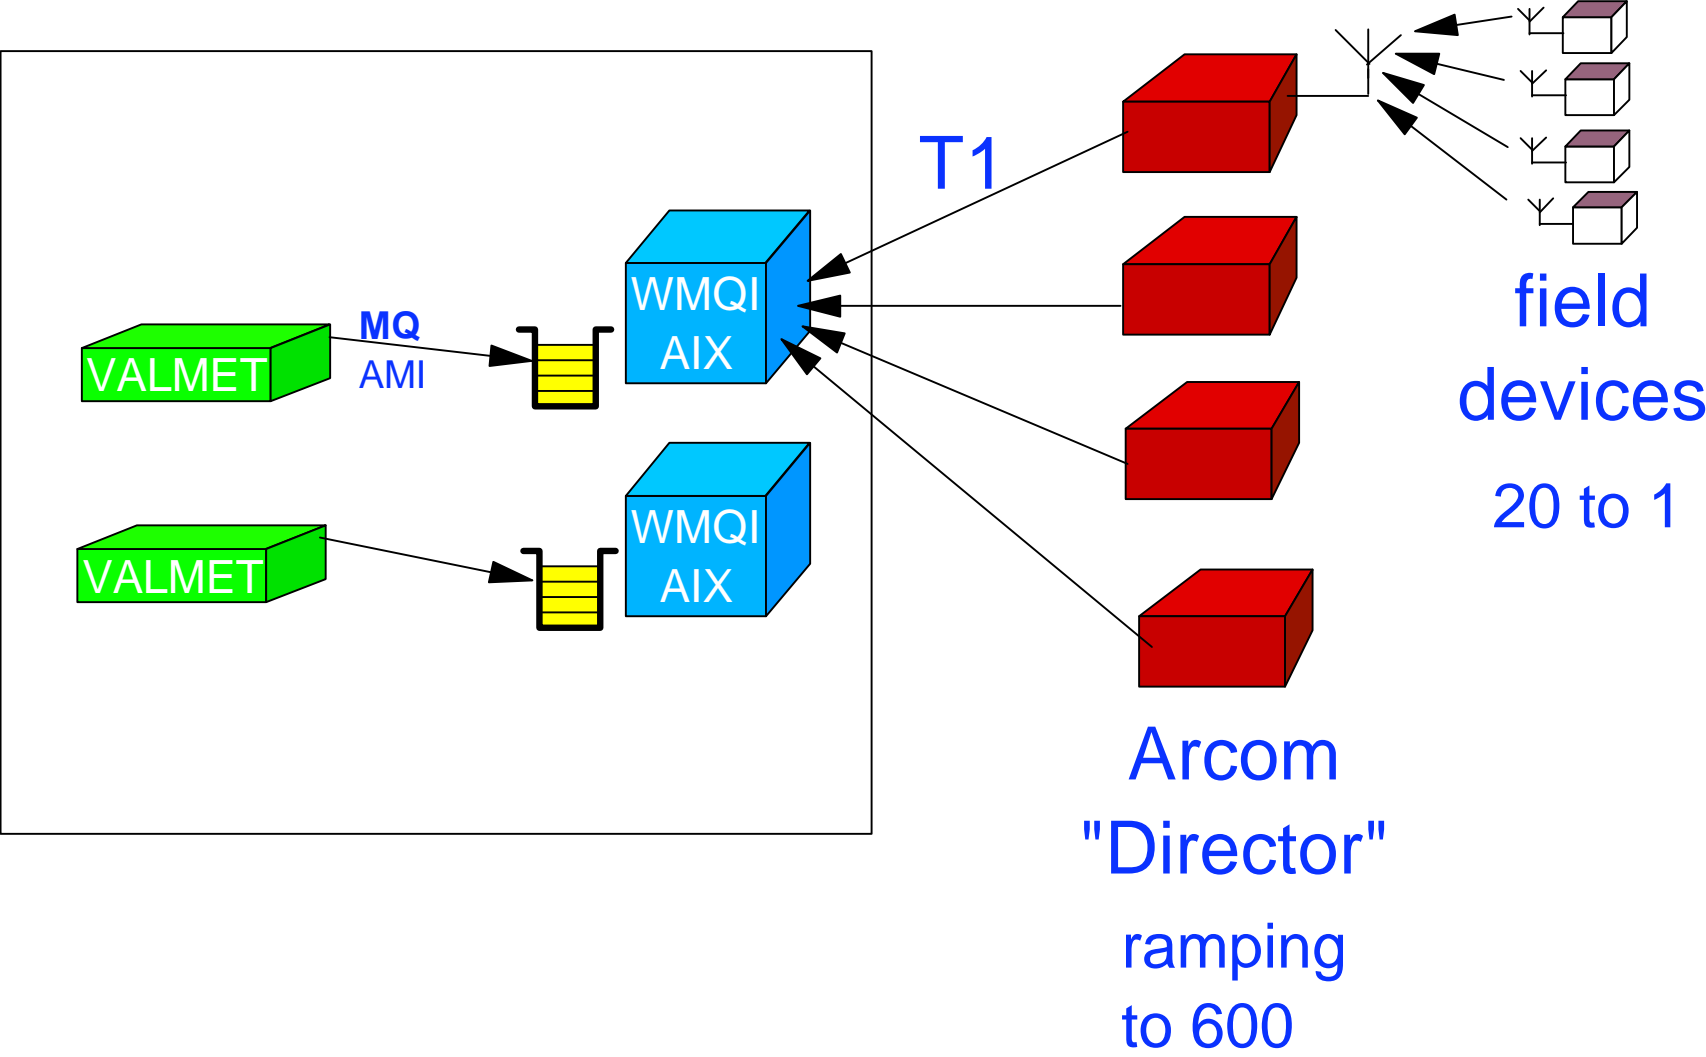 T1
WMQI
AIX
MQ
AMI
VALMET
WMQI
AIX
VALMET
field
devices
20 to 1
Arcom
"Director"
ramping
to 600